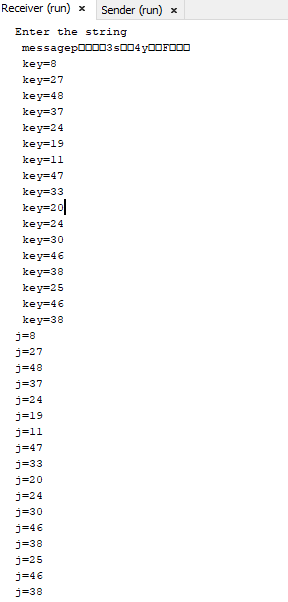 Receiver (run) × Sender (run) ×
Enter the string
messagep□□□□3s□□4y□□F□□□
key=8
key=27
key=48
key=37
key=24
key=19
key=11
key=47
key=33
key=20
key=24
key=30
key=46
key=38
key=25
key=46
key=38
j=8
j=27
j=48
j=37
j=24
j=19
j=11
j=47
j=33
j=20
j=24
j=30
j=46
j=38
j=25
j=46
j=38